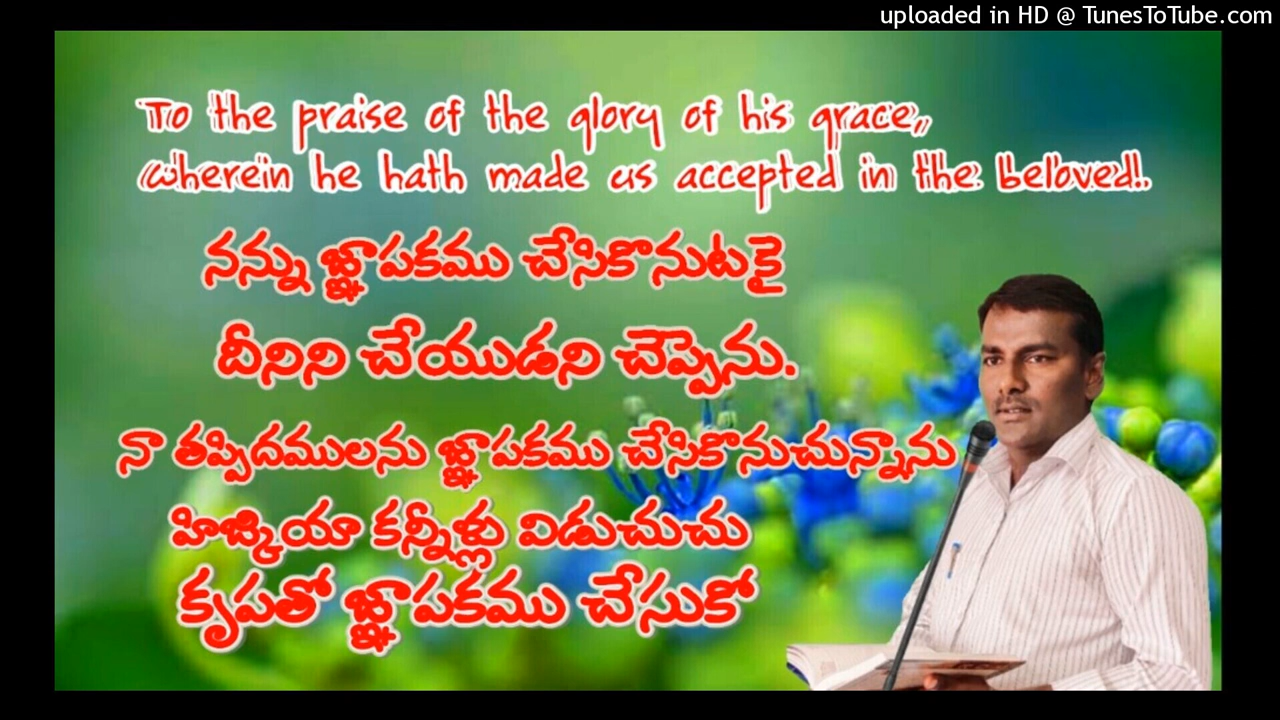 uploaded in HD @ TunesToTube.com
To the praise of the glory of his grace,
wherein he hath made us accepted in the beloved.
నన్ను జ్ఞాపకము చేసికొనుటకై
దీనిని చేయుడని చెప్పెను.
నా తప్పిదములను జ్ఞాపకము చేసికొనుచున్నాను
హిజ్కియా కన్నీళ్లు విడుచుచు
కృపతో జ్ఞాపకము చేసుకో